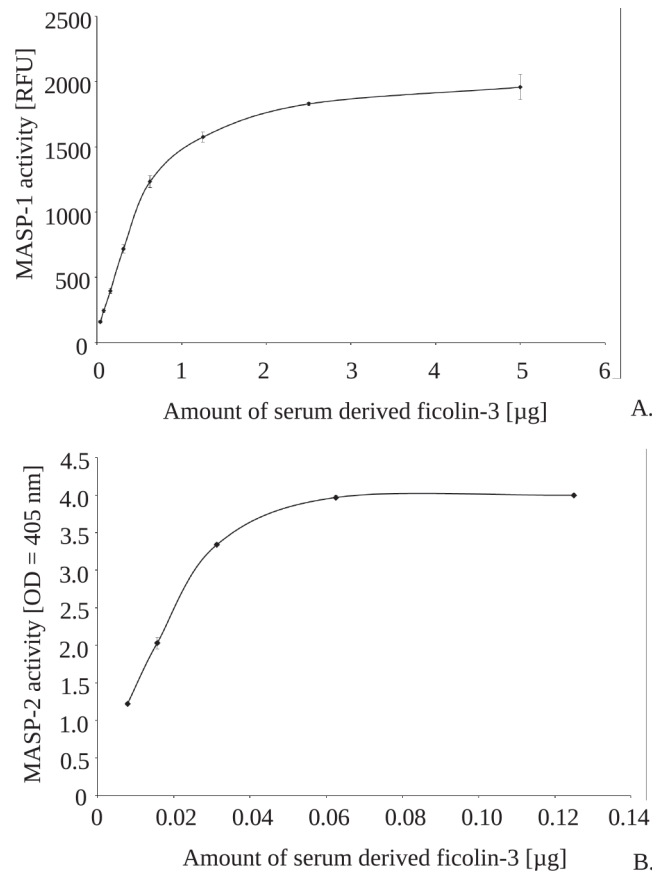 2500
2000
1500
1000
500
0
MASP-1 activity [RFU]
0 1 2 3 4 5 6
Amount of serum derived ficolin-3 [µg]
A.
4.5
4.0
3.5
3.0
2.5
2.0
1.5
1.0
0.5
0
MASP-2 activity [OD = 405 nm]
0 0.02 0.04 0.06 0.08 0.10 0.12 0.14
Amount of serum derived ficolin-3 [µg]
B.